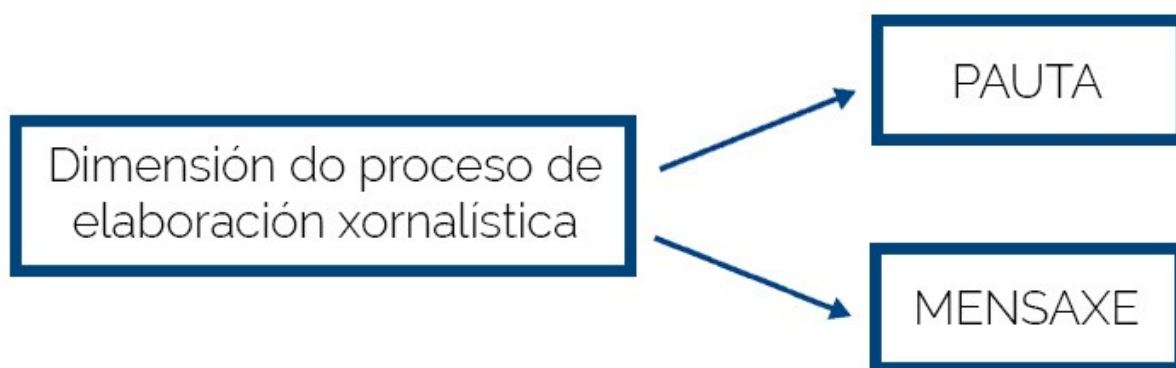 Dimensión do proceso de
elaboración xornalística
PAUTA
MENSAXE